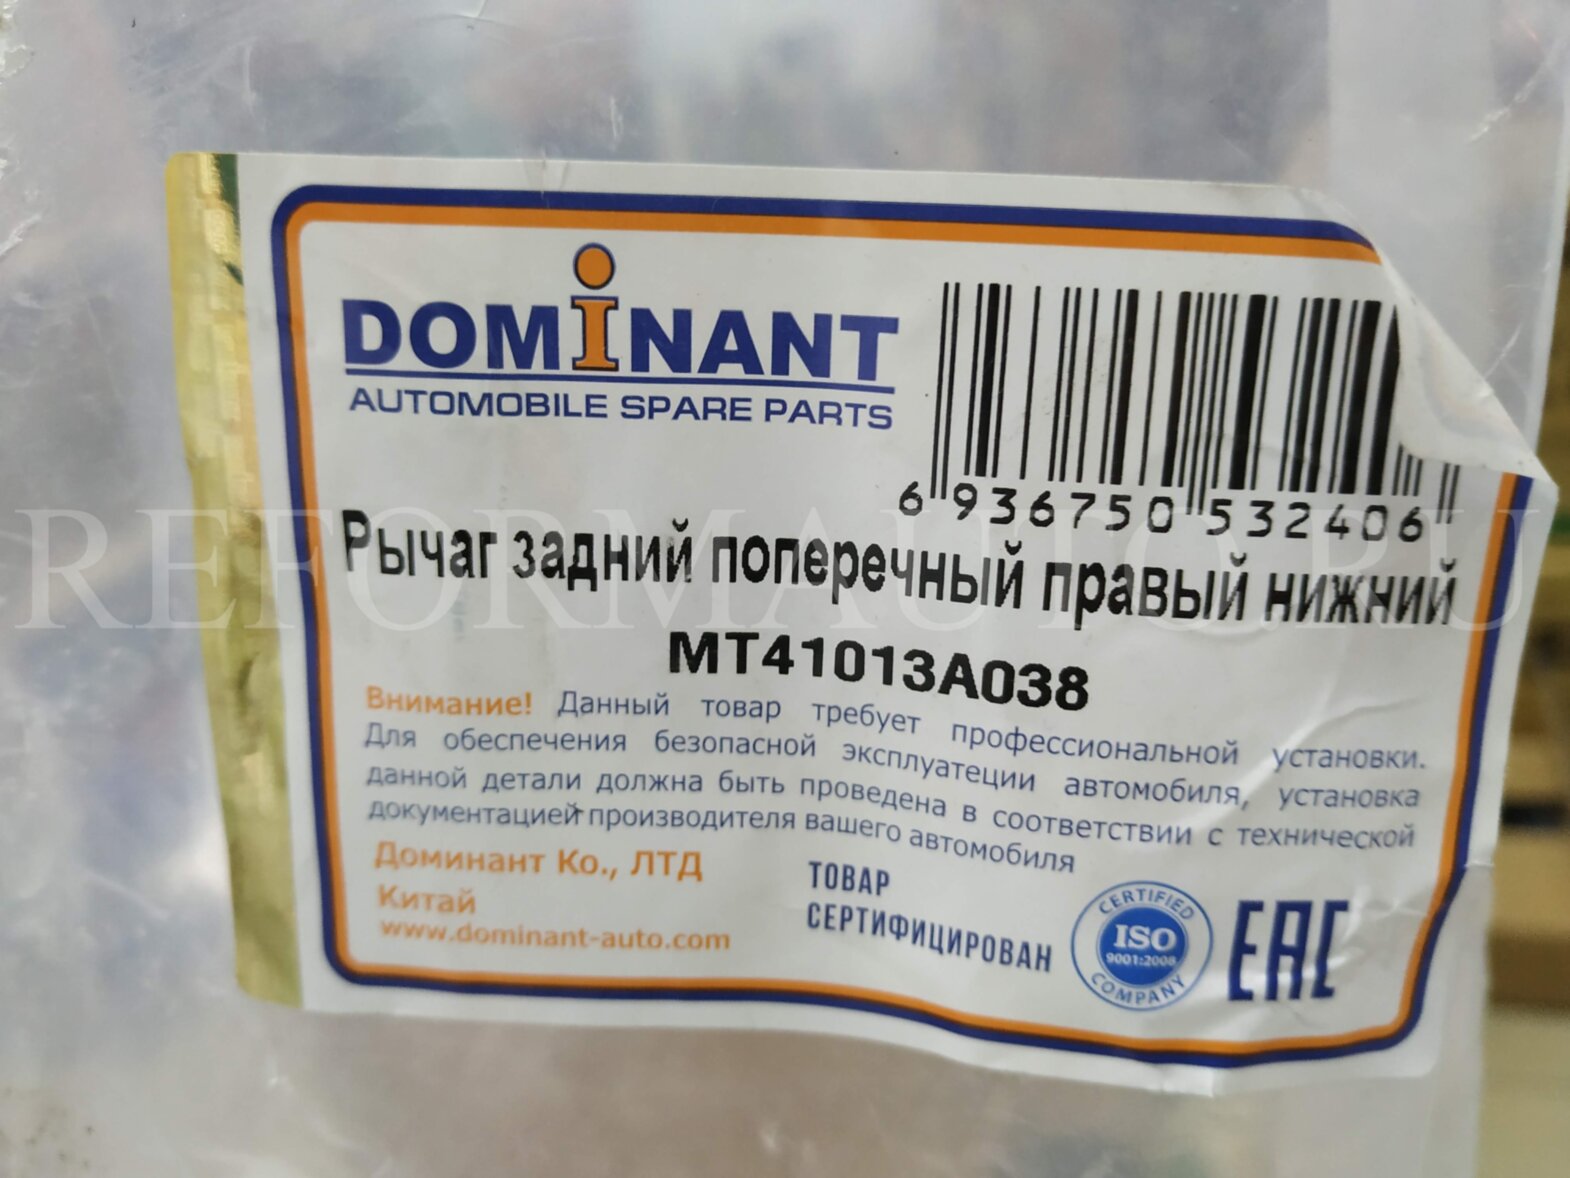 DOMiNANT
AUTOMOBILE SPARE PARTS
6 936750 532406
Рычаг задний поперечный правый нижний
МТ41013А038
Внимание! Данный товар требует профессиональной установки.
Для обеспечения безопасной эксплуатеции автомобиля, установка
данной детали должна быть проведена в соответствии с технической
документацией производителя вашего автомобиля
Доминант Ко., ЛТД
Китай
www.dominant-auto.com
ТОВАР
СЕРТИФИЦИРОВАН
CERTIFIED
ISO
9001:2008
COMPANY
EAC
REFORMAUTO.RU